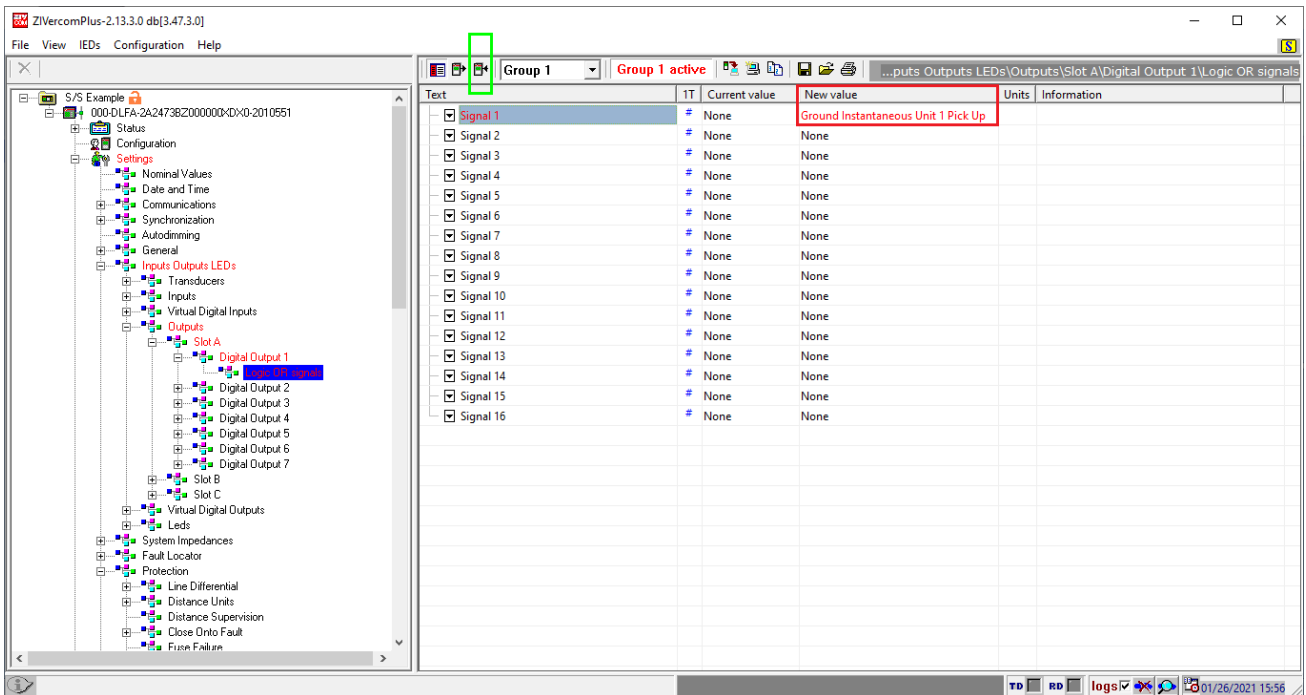 ZIVercomPlus-2.13.3.0 db[3.47.3.0]
File View IEDs Configuration Help
S
Group 1
Group 1 active
...puts Outputs LEDs\Outputs\Slot A\Digital Output 1\Logic OR signals
S/S Example
000-DLFA-2A2473BZ000000XDX0-2010551
Status
Configuration
Settings
Nominal Values
Date and Time
Communications
Synchronization
Autodimming
General
Inputs Outputs LEDs
Transducers
Inputs
Virtual Digital Inputs
Outputs
Slot A
Digital Output 1
Logic OR signals
Digital Output 2
Digital Output 3
Digital Output 4
Digital Output 5
Digital Output 6
Digital Output 7
Slot B
Slot C
Virtual Digital Outputs
Leds
System Impedances
Fault Locator
Protection
Line Differential
Distance Units
Distance Supervision
Close Onto Fault
Fuse Failure
Text 1T Current value New value Units Information
Signal 1 # None Ground Instantaneous Unit 1 Pick Up
Signal 2 # None None
Signal 3 # None None
Signal 4 # None None
Signal 5 # None None
Signal 6 # None None
Signal 7 # None None
Signal 8 # None None
Signal 9 # None None
Signal 10 # None None
Signal 11 # None None
Signal 12 # None None
Signal 13 # None None
Signal 14 # None None
Signal 15 # None None
Signal 16 # None None
TD RD logs 01/26/2021 15:56